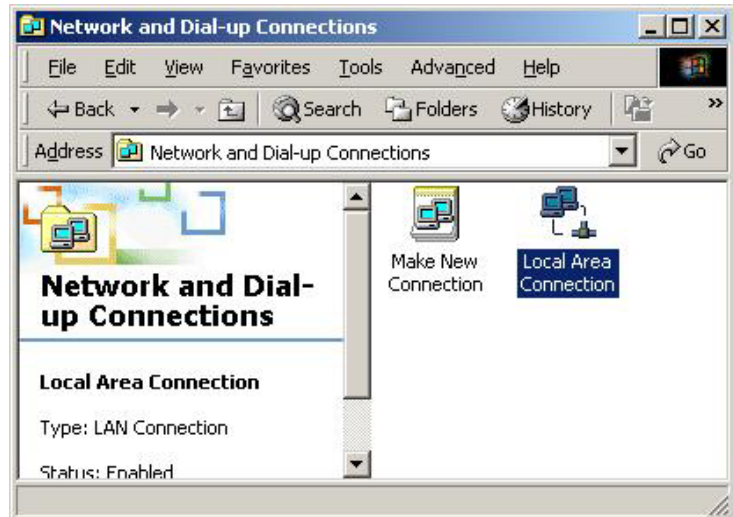 Network and Dial-up Connections
File Edit View Favorites Tools Advanced Help
Back Search Folders History »
Address Network and Dial-up Connections Go
Network and Dial-
up Connections
Local Area Connection
Type: LAN Connection
Status: Enabled
Make New
Connection
Local Area
Connection